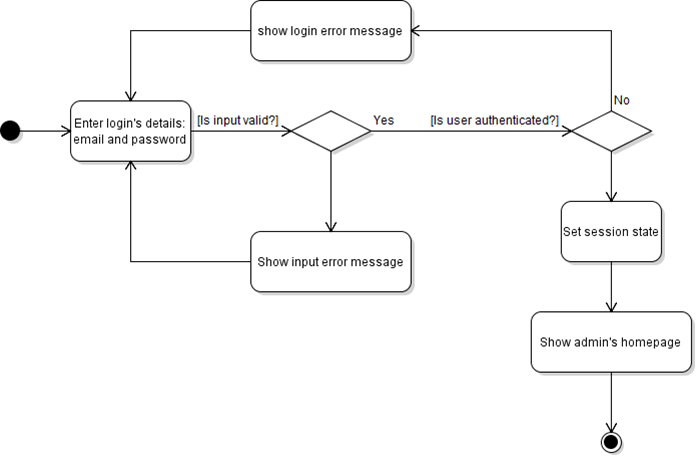 show login error message
No
Enter login's details:
email and password
[Is input valid?]
Yes
[Is user authenticated?]
Set session state
Show input error message
Show admin's homepage